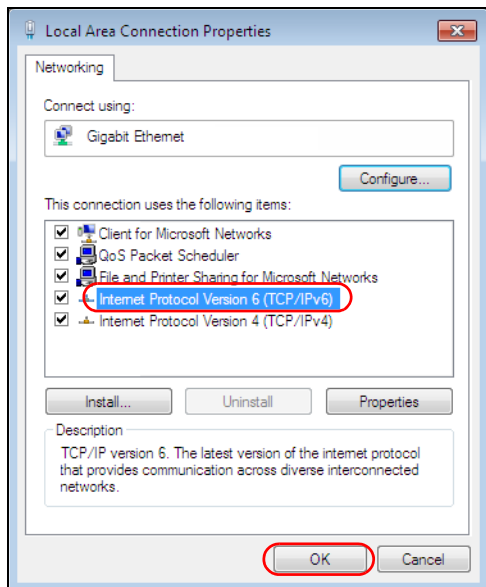 Local Area Connection Properties
Networking
Connect using:
Gigabit Ethernet
Configure...
This connection uses the following items:
Client for Microsoft Networks
QoS Packet Scheduler
File and Printer Sharing for Microsoft Networks
Internet Protocol Version 6 (TCP/IPv6)
Internet Protocol Version 4 (TCP/IPv4)
Install...
Uninstall
Properties
Description
TCP/IP version 6. The latest version of the internet protocol
that provides communication across diverse interconnected
networks.
OK
Cancel